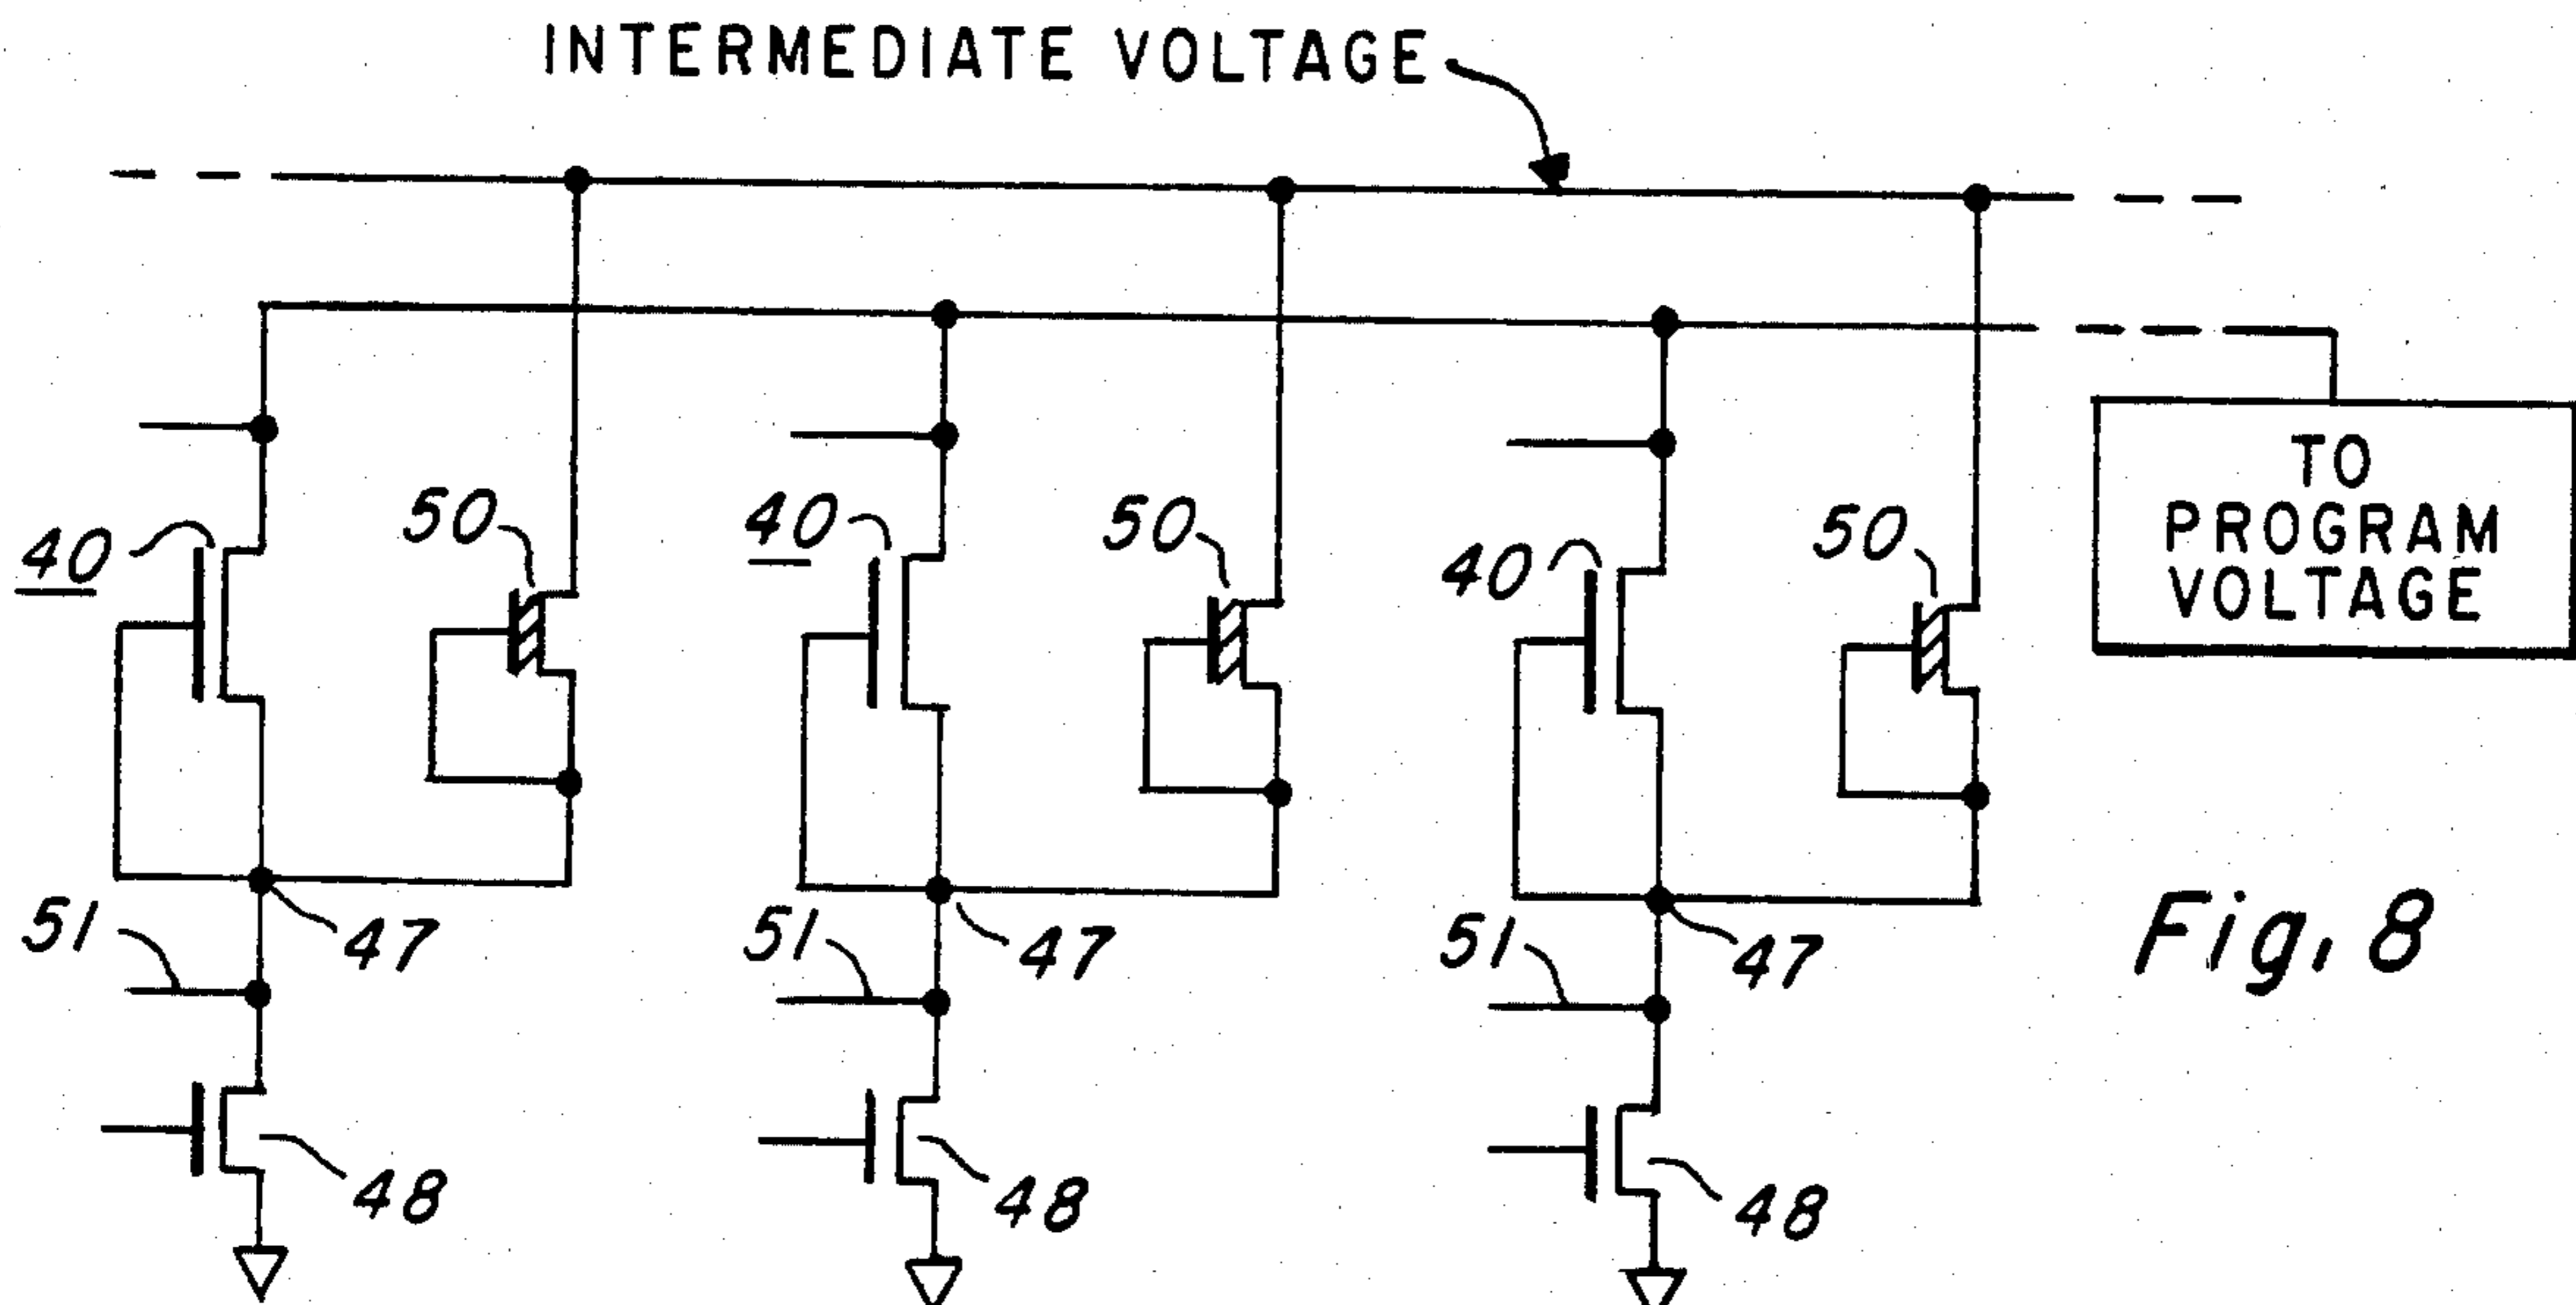 INTERMEDIATE VOLTAGE
40 50 40 50 40 50
TO
PROGRAM
VOLTAGE
51 47 51 47 51 47
Fig. 8
48 48 48